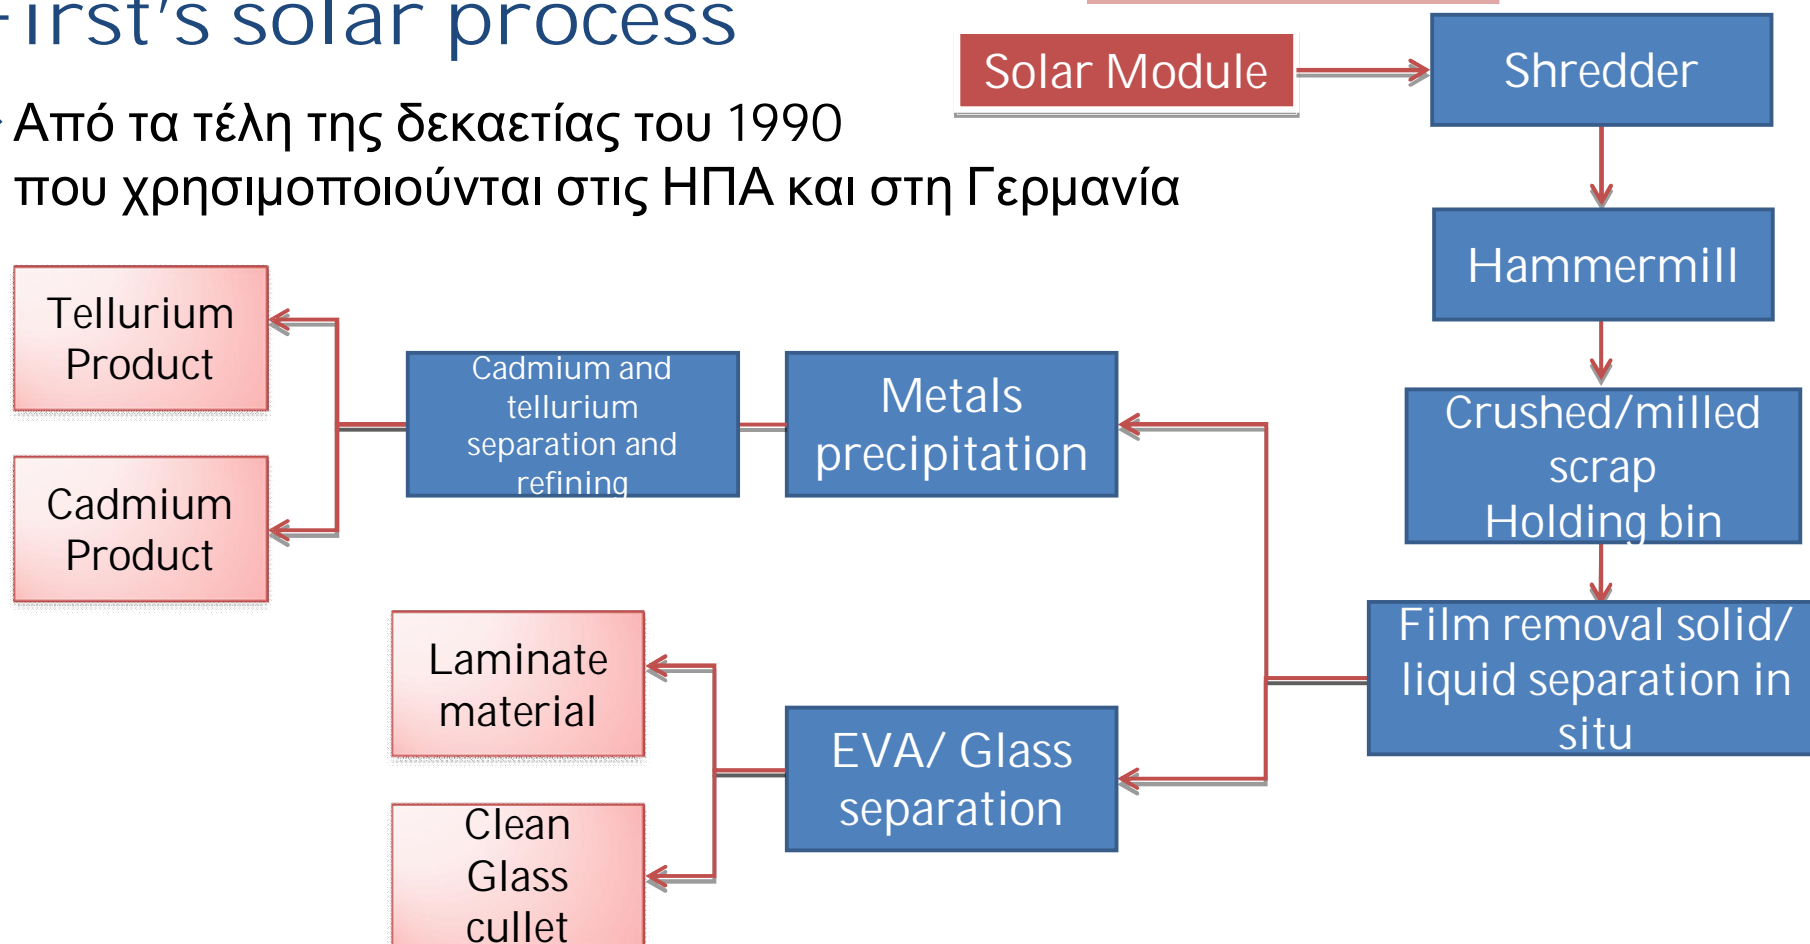 First's solar process
Από τα τέλη της δεκαετίας του 1990
που χρησιμοποιούνται στις ΗΠΑ και στη Γερμανία
Solar Module
Shredder
Hammermill
Crushed/milled
scrap
Holding bin
Film removal solid/
liquid separation in
situ
Metals
precipitation
Cadmium and
tellurium
separation and
refining
Tellurium
Product
Cadmium
Product
EVA/ Glass
separation
Laminate
material
Clean
Glass
cullet